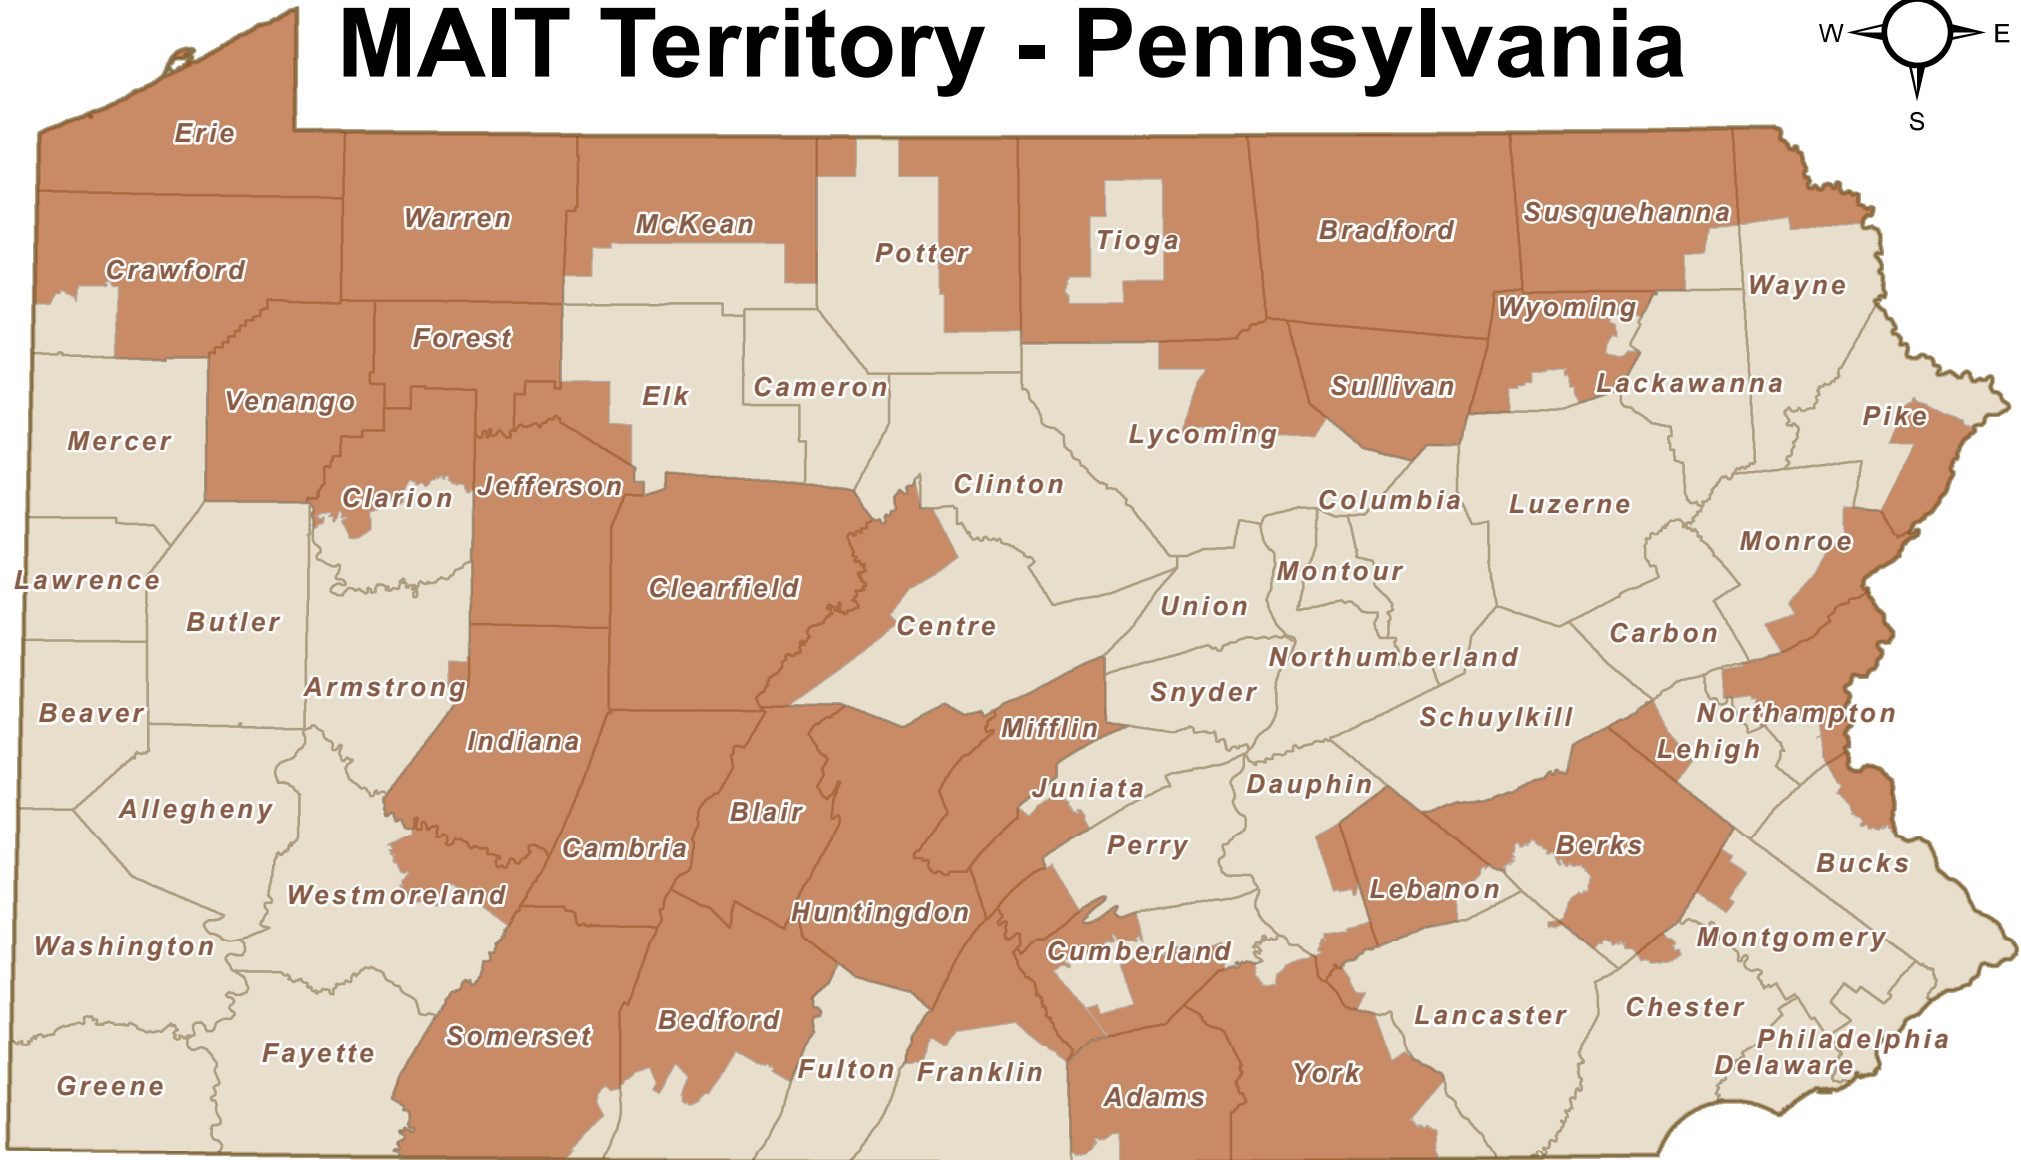 MAIT Territory - Pennsylvania
W E
S
Erie
Warren
McKean
Crawford
Potter
Tioga
Bradford
Susquehanna
Wayne
Wyoming
Forest
Venango
Elk
Cameron
Sullivan
Lackawanna
Pike
Mercer
Lycoming
Clarion
Jefferson
Clinton
Columbia
Luzerne
Monroe
Lawrence
Butler
Clearfield
Centre
Union
Montour
Carbon
Armstrong
Northumberland
Snyder
Beaver
Indiana
Mifflin
Schuylkill
Northampton
Lehigh
Allegheny
Blair
Juniata
Dauphin
Cambria
Perry
Berks
Bucks
Westmoreland
Huntingdon
Lebanon
Washington
Cumberland
Montgomery
Somerset
Bedford
Lancaster
Chester
Fayette
Fulton
Franklin
York
Philadelphia
Delaware
Greene
Adams